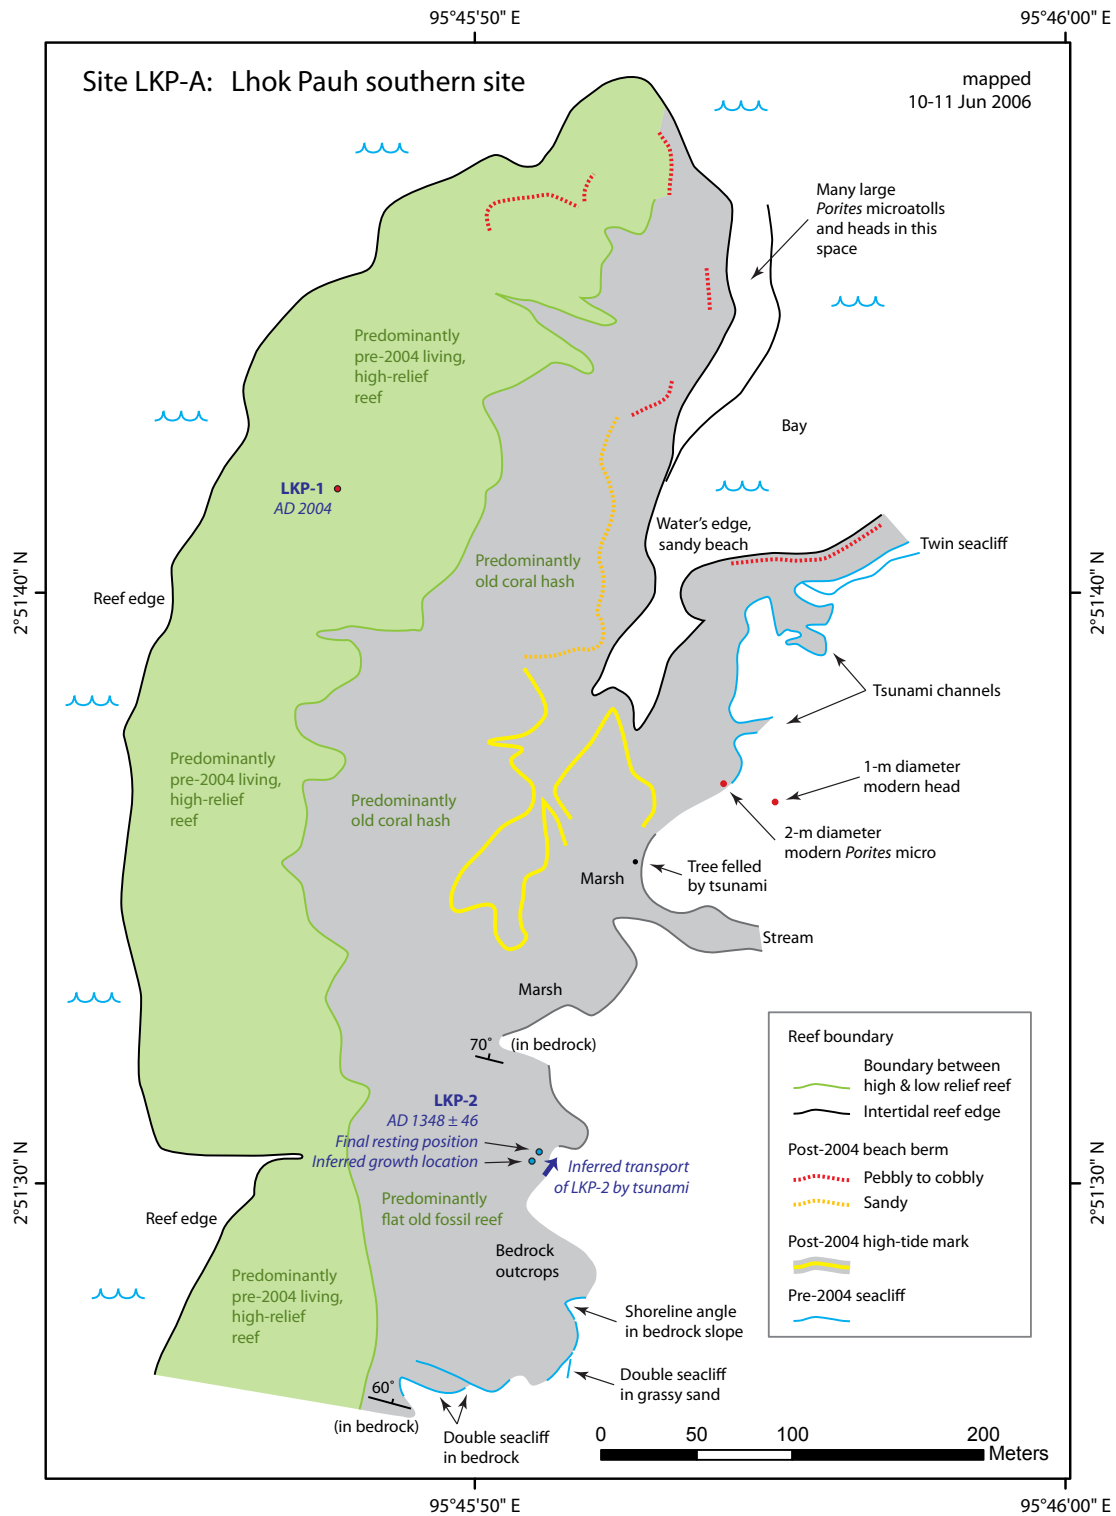 95°45'50" E
95°46'00" E
Site LKP-A: Lhok Pauh southern site
mapped
10-11 Jun 2006
Many large
Porites microatolls
and heads in this
space
Predominantly
pre-2004 living,
high-relief
reef
Bay
LKP-1
AD 2004
Water's edge,
sandy beach
Twin seacliff
Predominantly
old coral hash
2°51'40" N
2°51'40" N
Reef edge
Tsunami channels
Predominantly
pre-2004 living,
high-relief
reef
Predominantly
old coral hash
1-m diameter
modern head
2-m diameter
modern Porites micro
Marsh
Tree felled
by tsunami
Stream
Marsh
70° (in bedrock)
LKP-2
AD 1348 ± 46
Final resting position
Inferred growth location
Inferred transport
of LKP-2 by tsunami
2°51'30" N
2°51'30" N
Predominantly
flat old fossil reef
Reef edge
Bedrock
outcrops
Predominantly
pre-2004 living,
high-relief
reef
Shoreline angle
in bedrock slope
Double seacliff
in grassy sand
60°
(in bedrock)
Double seacliff
in bedrock
Reef boundary
Boundary between
high & low relief reef
Intertidal reef edge
Post-2004 beach berm
Pebbly to cobbly
Sandy
Post-2004 high-tide mark
Pre-2004 seacliff
0 50 100 200
Meters
95°45'50" E
95°46'00" E